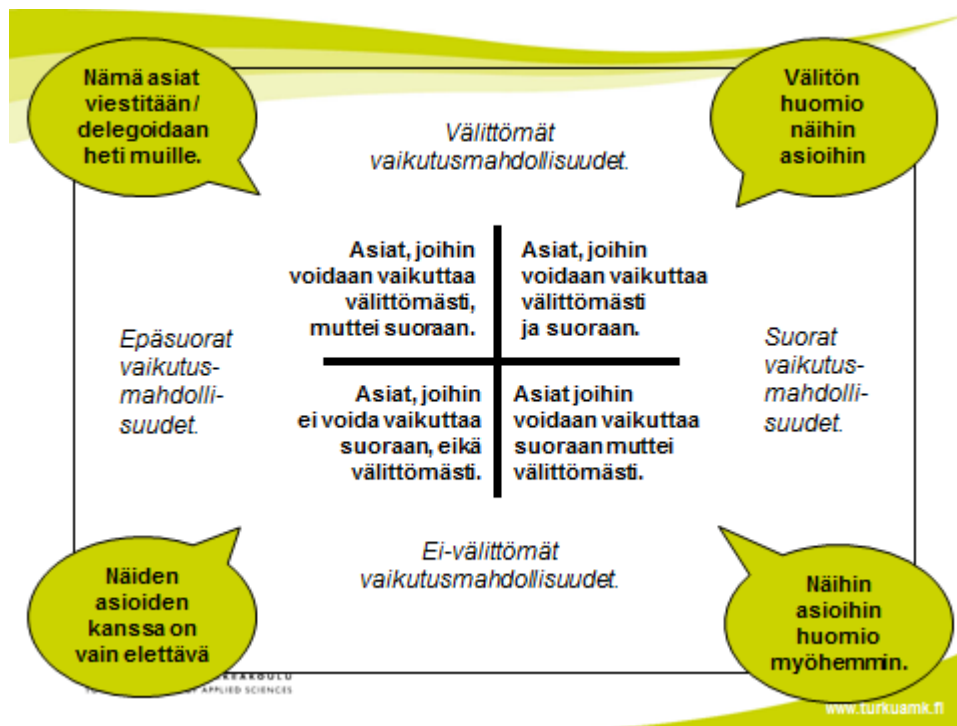 Nämä asiat
viestitään/
delegoidaan
heti muille.
Välittömät
vaikutusmahdollisuudet.
Välitön
huomio
näihin
asioihin
Asiat, joihin
voidaan vaikuttaa
välittömästi,
muttei suoraan.
Asiat, joihin
voidaan vaikuttaa
välittömästi
ja suoraan.
Epäsuorat
vaikutus-
mahdolli-
suudet.
Suorat
vaikutus-
mahdolli-
suudet.
Asiat, joihin
ei voida vaikuttaa
suoraan, eikä
välittömästi.
Asiat joihin
voidaan vaikuttaa
suoraan muttei
välittömästi.
Ei-välittömät
vaikutusmahdollisuudet.
Näiden
asioiden
kanssa on
vain elettävä
Näihin
asioihin
huomio
myöhemmin.
APPLIED SCIENCES
www.turkuamk.fi